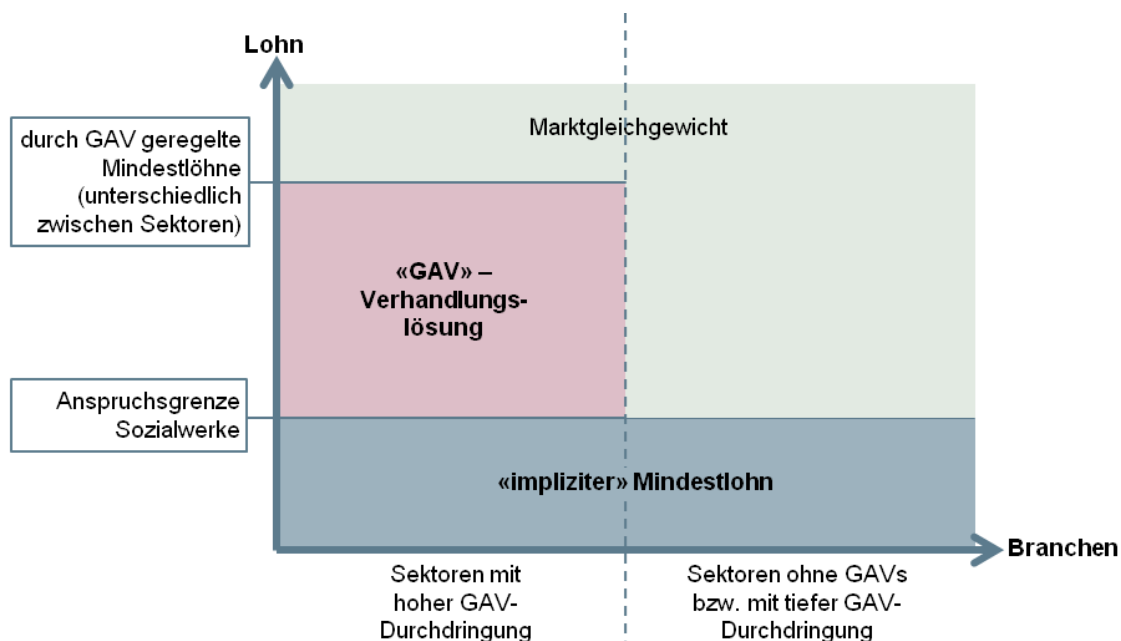 Lohn
durch GAV geregelte
Mindestlöhne
(unterschiedlich
zwischen Sektoren)
Marktgleichgewicht
«GAV» –
Verhandlungs-
lösung
Anspruchsgrenze
Sozialwerke
«impliziter» Mindestlohn
Branchen
Sektoren mit
hoher GAV-
Durchdringung
Sektoren ohne GAVs
bzw. mit tiefer GAV-
Durchdringung